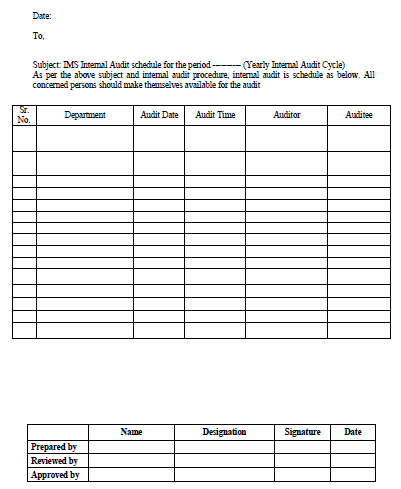 Date:
To,
Subject: IMS Internal Audit schedule for the period ---------- (Yearly Internal Audit Cycle)
As per the above subject and internal audit procedure, internal audit is schedule as below. All
concerned persons should make themselves available for the audit
Sr. No. Department Audit Date Audit Time Auditor Auditee
Name Designation Signature Date
Prepared by
Reviewed by
Approved by